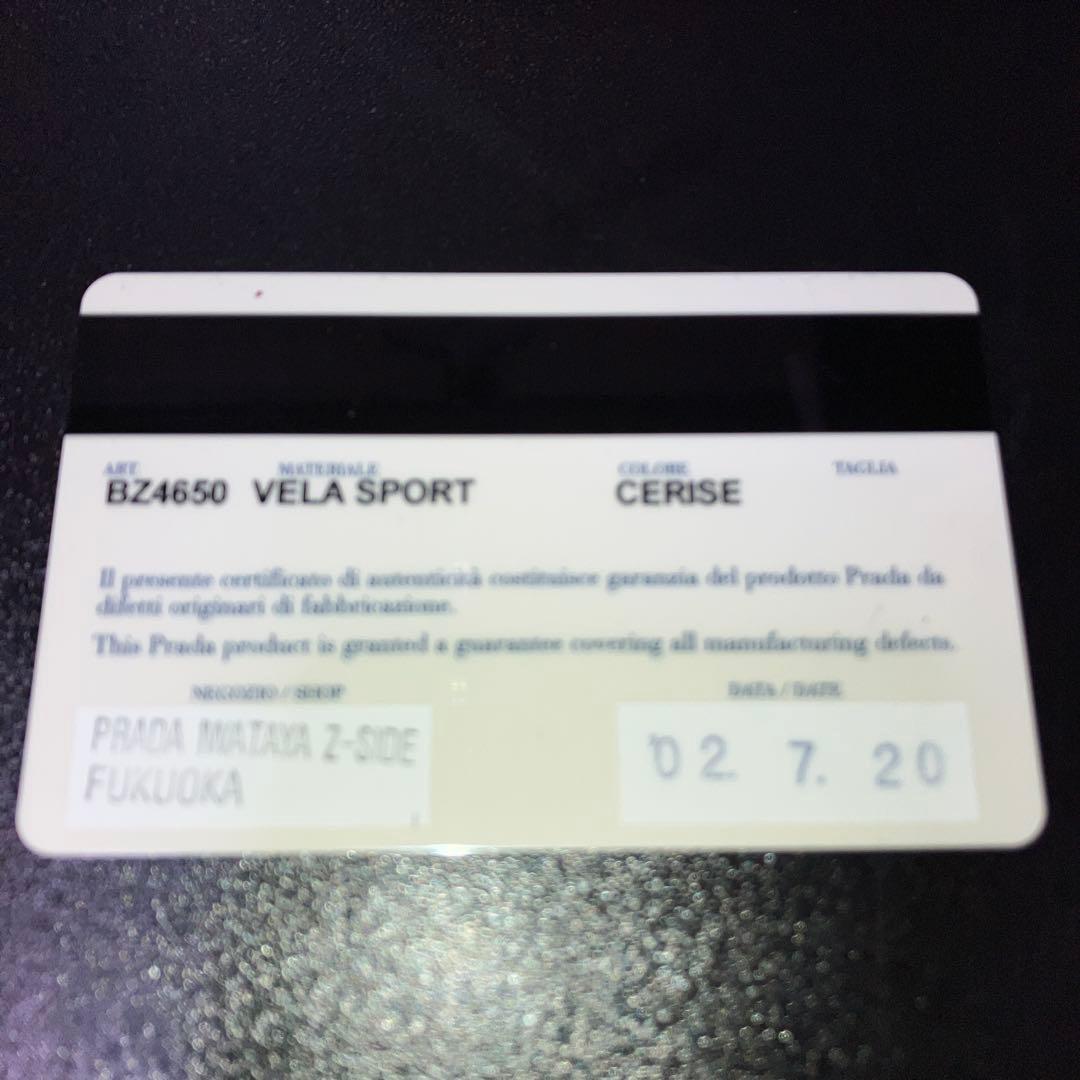 ART. MATERIALE COLORE TAGLIA
BZ4650 VELA SPORT CERISE
Il presente certificato di autenticità costituisce garanzia del prodotto Prada da
difetti originari di fabbricazione.
This Prada product is granted a guarantee covering all manufacturing defects.
NEGOZIO / SHOP DATA / DATE
PRADA IWATAYA Z-SIDE
FUKUOKA
'02 7. 20